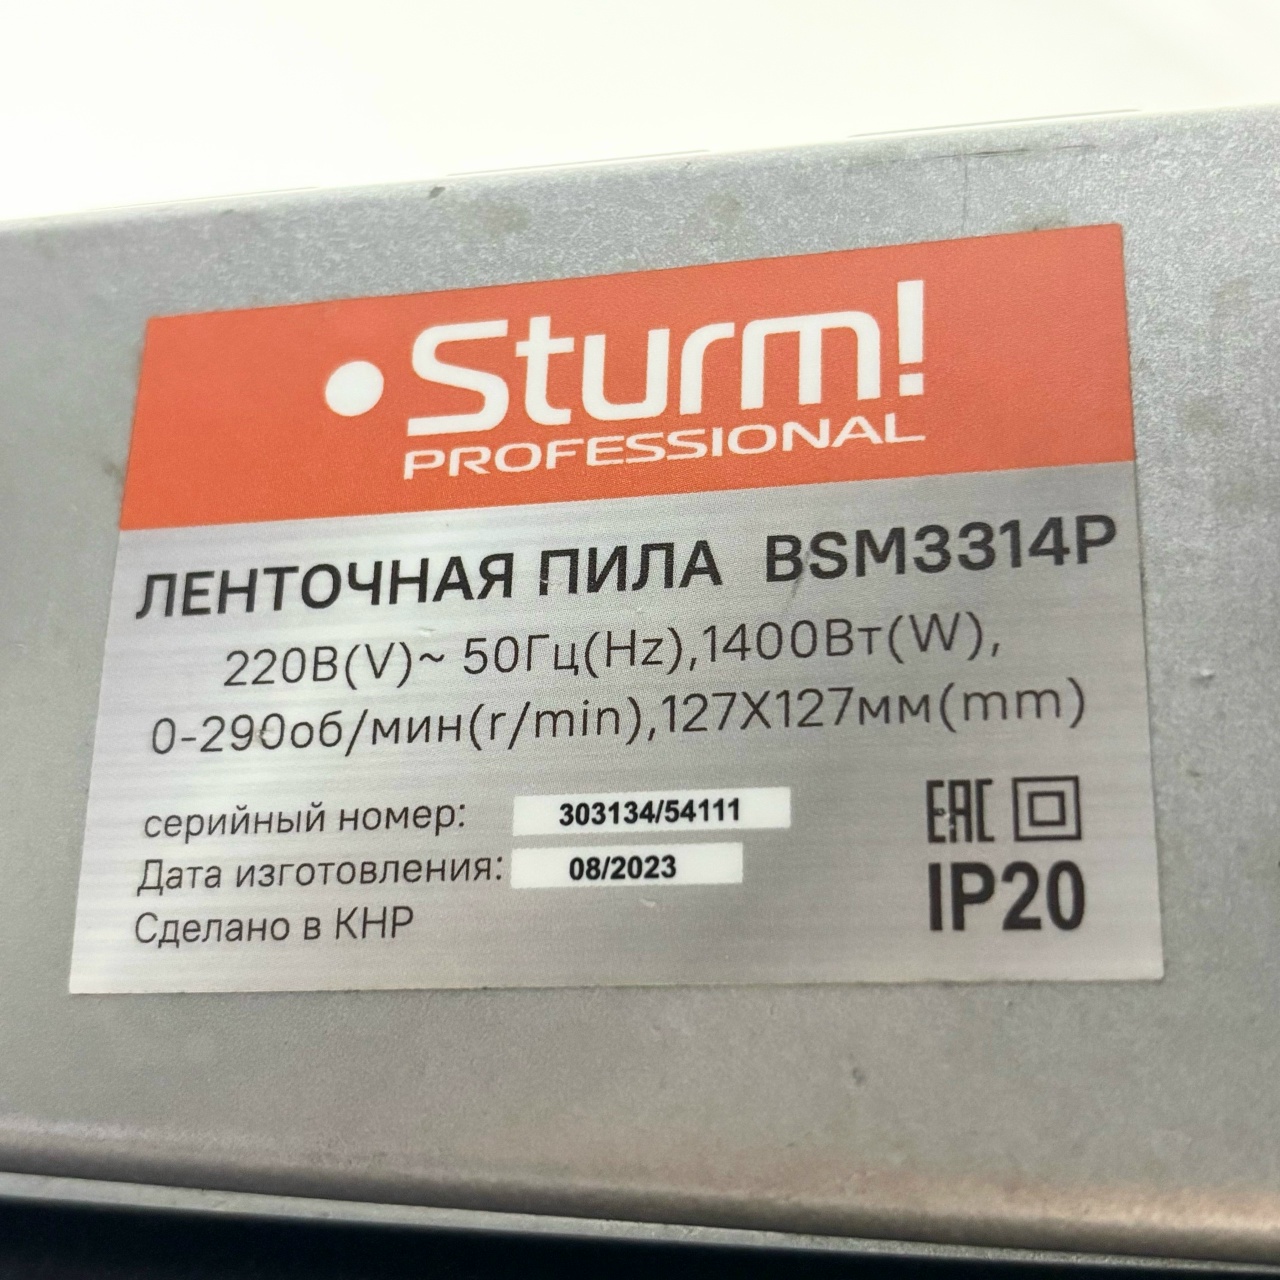 Sturm!
PROFESSIONAL
ЛЕНТОЧНАЯ ПИЛА BSM3314P
220В(V)~ 50Гц(Hz),1400Вт(W),
0-290об/мин(r/min),127X127мм(mm)
серийный номер: 303134/54111
Дата изготовления: 08/2023
Сделано в КНР
EAC
IP20